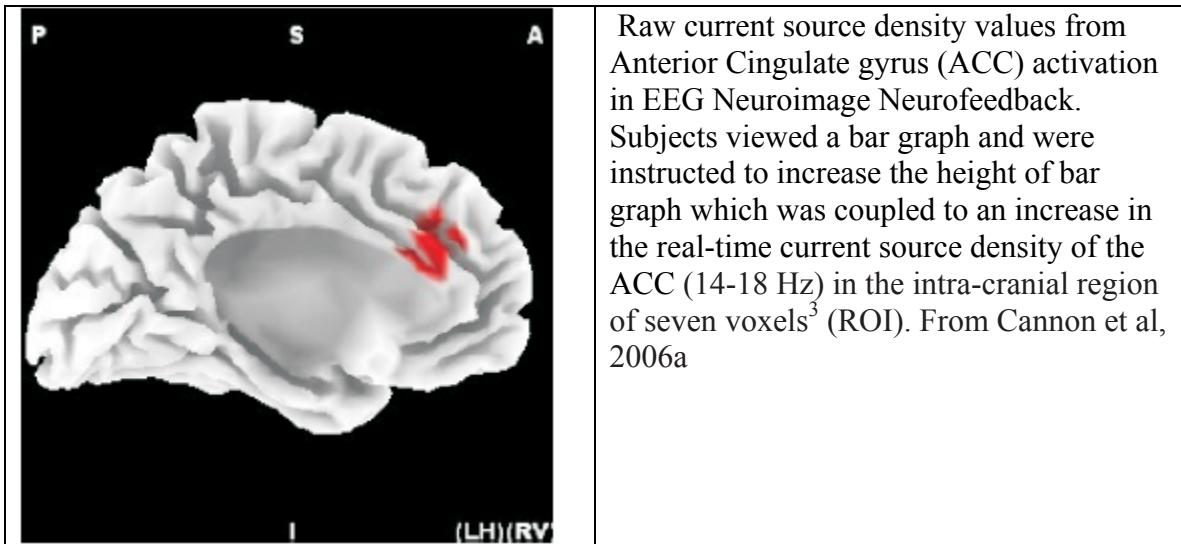 P S A
I (LH)(RV)
Raw current source density values from
Anterior Cingulate gyrus (ACC) activation
in EEG Neuroimage Neurofeedback.
Subjects viewed a bar graph and were
instructed to increase the height of bar
graph which was coupled to an increase in
the real-time current source density of the
ACC (14-18 Hz) in the intra-cranial region
of seven voxels³ (ROI). From Cannon et al,
2006a